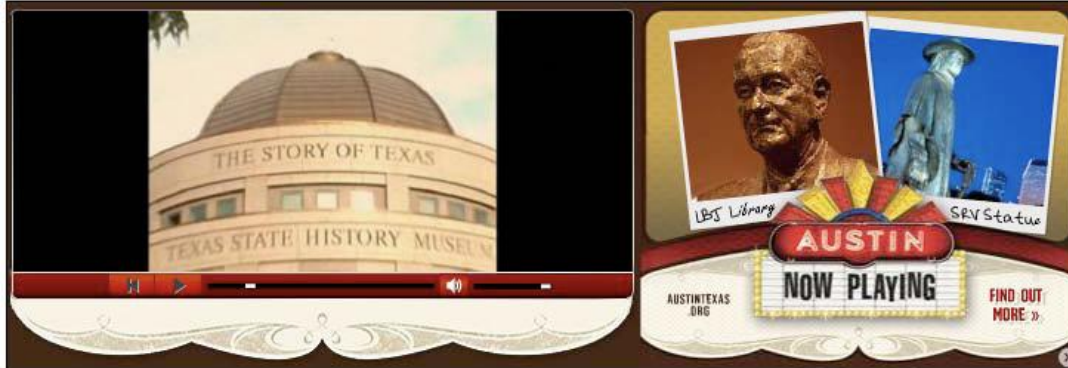 THE STORY OF TEXAS
TEXAS STATE HISTORY MUSEUM
LBJ Library
SRV Statue
AUSTIN
NOW PLAYING
AUSTINTEXAS
.ORG
FIND OUT
MORE »